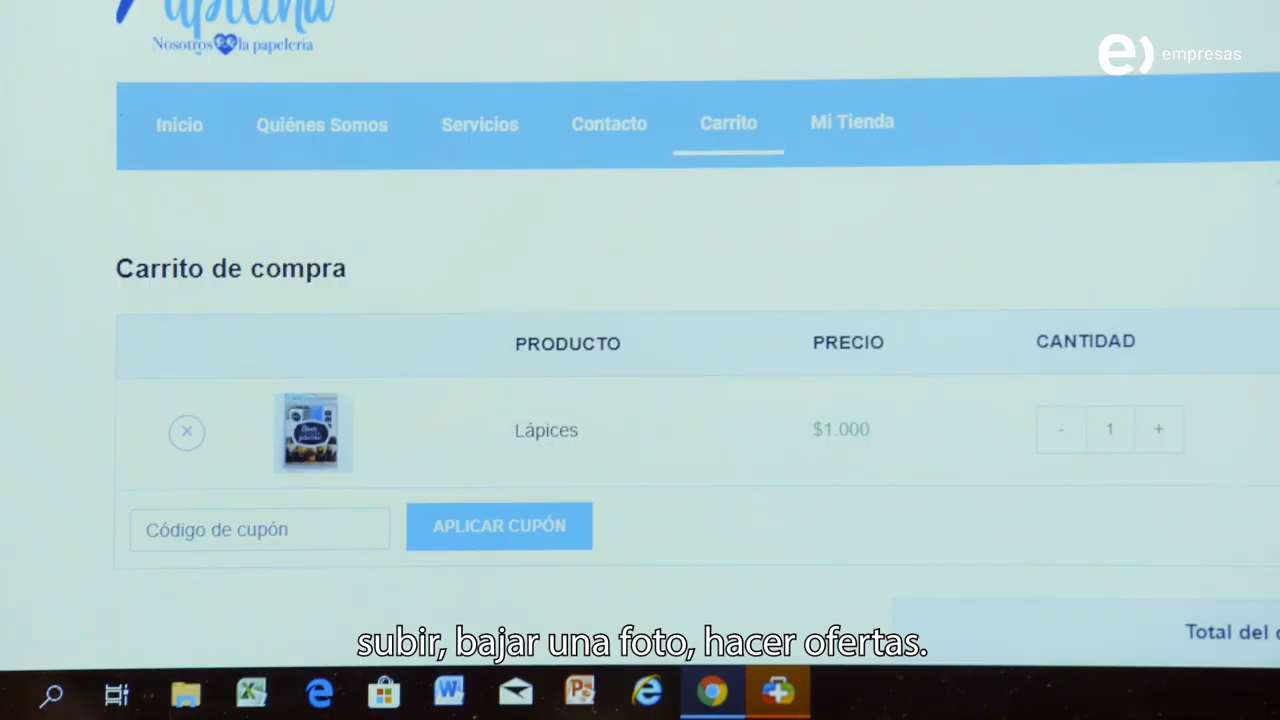 Nosotros la papelería
e) empresas
Inicio Quiénes Somos Servicios Contacto Carrito Mi Tienda
Carrito de compra
PRODUCTO PRECIO CANTIDAD
Lápices $1.000 - 1 +
Código de cupón APLICAR CUPÓN
Total del
subir, bajar una foto, hacer ofertas.